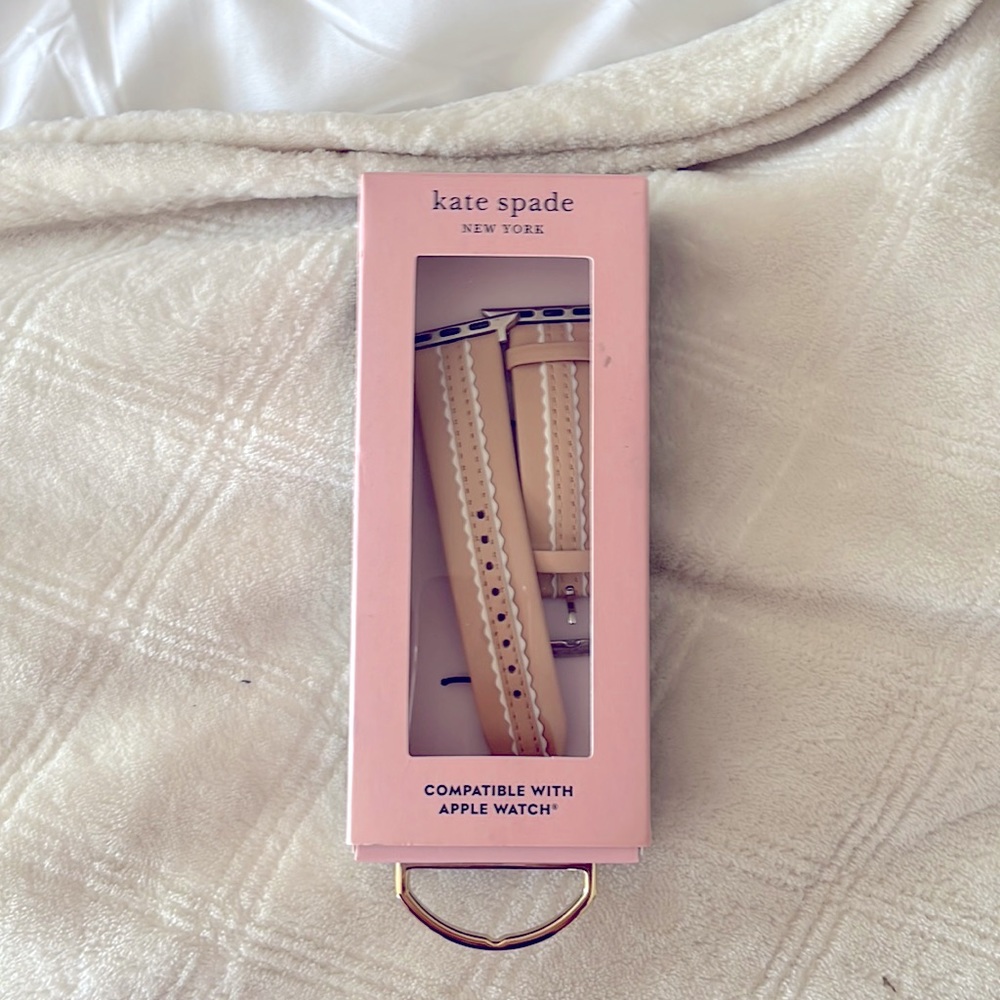 kate spade
NEW YORK
COMPATIBLE WITH
APPLE WATCH®